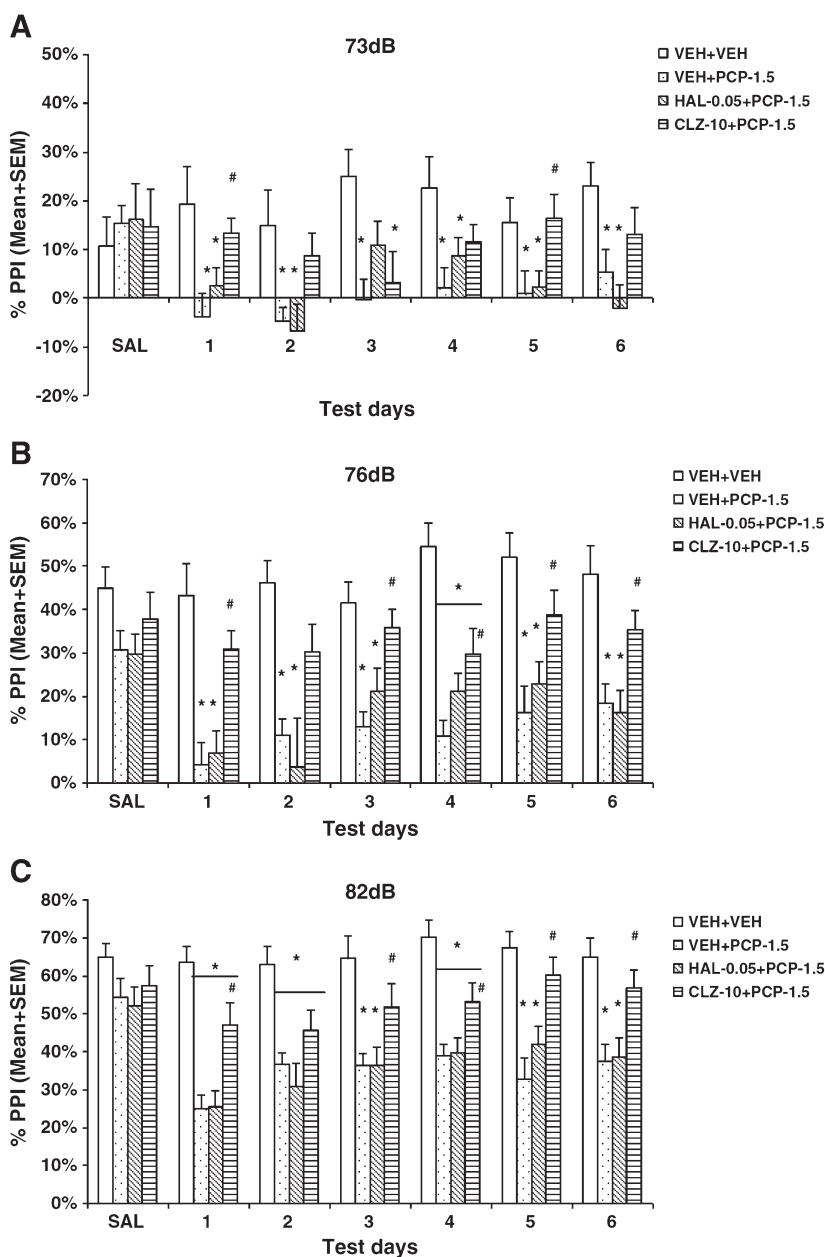 A
73dB
50%
40%
30%
20%
10%
0%
-10%
-20%
% PPI (Mean+SEM)
VEH+VEH
VEH+PCP-1.5
HAL-0.05+PCP-1.5
CLZ-10+PCP-1.5
# * * * * * * * * * * * # * *
SAL 1 2 3 4 5 6
Test days
B
76dB
70%
60%
50%
40%
30%
20%
10%
0%
% PPI (Mean+SEM)
VEH+VEH
VEH+PCP-1.5
HAL-0.05+PCP-1.5
CLZ-10+PCP-1.5
* * # * * * * # * # * * # * * #
SAL 1 2 3 4 5 6
Test days
C
82dB
80%
70%
60%
50%
40%
30%
20%
10%
0%
% PPI (Mean+SEM)
VEH+VEH
VEH+PCP-1.5
HAL-0.05+PCP-1.5
CLZ-10+PCP-1.5
* # * * * # * # * * # * * #
SAL 1 2 3 4 5 6
Test days